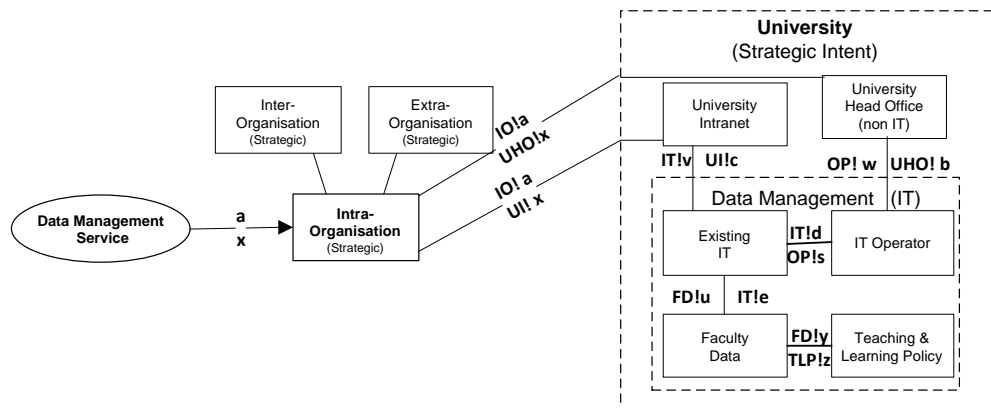 University
(Strategic Intent)
Inter-
Organisation
(Strategic)
Extra-
Organisation
(Strategic)
IO!a
UHO!x
University
Intranet
University
Head Office
(non IT)
IO! a
UI! x
IT!v UI!c
OP! w UHO! b
Data Management (IT)
Data Management
Service
a
x
Intra-
Organisation
(Strategic)
Existing
IT
IT!d
OP!s
IT Operator
FD!u IT!e
Faculty
Data
FD!y
TLP!z
Teaching &
Learning Policy